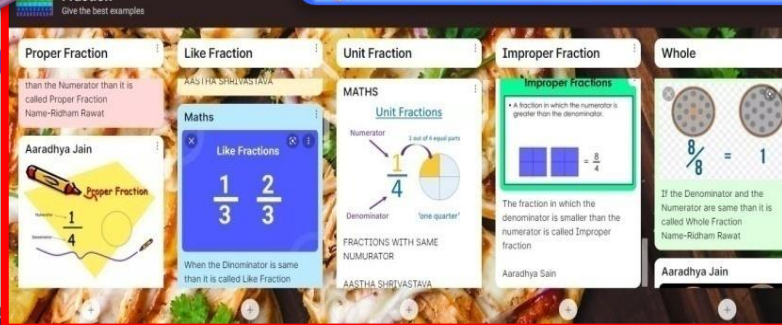 Give the best examples
Proper Fraction
than the Numerator than it is
called Proper Fraction
Name-Ridham Rawat
Aaradhya Jain
Proper Fraction
Numerator
1
4
Denominator
Like Fraction
AASTHA SHRIVASTAVA
Maths
Like Fractions
1 2
3 3
When the Dinominator is same
than it is called Like Fraction
Unit Fraction
MATHS
Unit Fractions
Numerator
1 out of 4 equal parts
1
4
Denominator
'one quarter'
FRACTIONS WITH SAME
NUMURATOR
AASTHA SHRIVASTAVA
Improper Fraction
Improper Fractions
• A fraction in which the numerator is
greater than the denominator.
= 8
4
The fraction in which the
denominator is smaller than the
numerator is called Improper
fraction
Aaradhya Sain
Whole
8/8 = 1
If the Denominator and the
Numerator are same than it is
called Whole Fraction
Name-Ridham Rawat
Aaradhya Jain